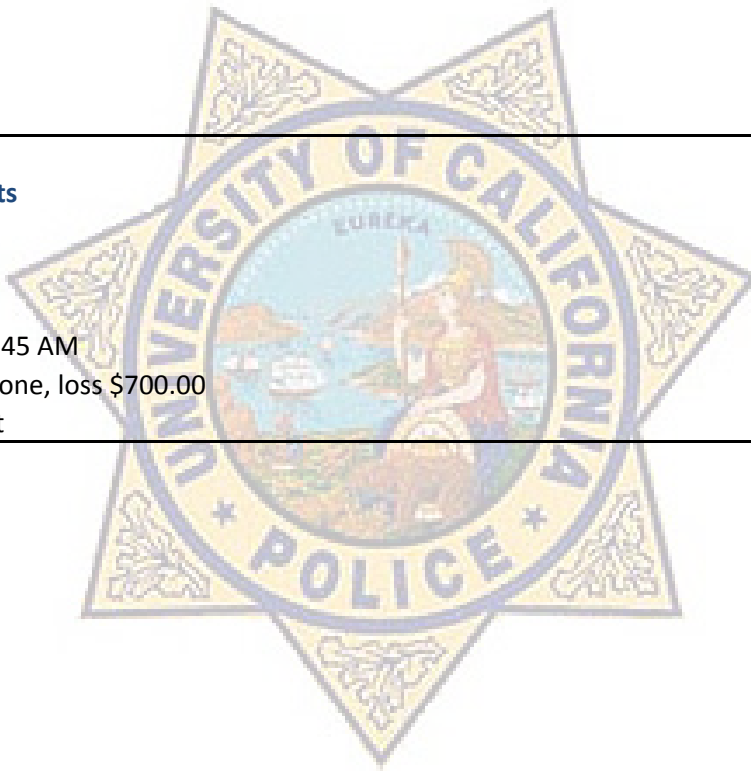 ts
45 AM
one, loss $700.00
t
UNIVERSITY OF CALIFORNIA
EUREKA
POLICE